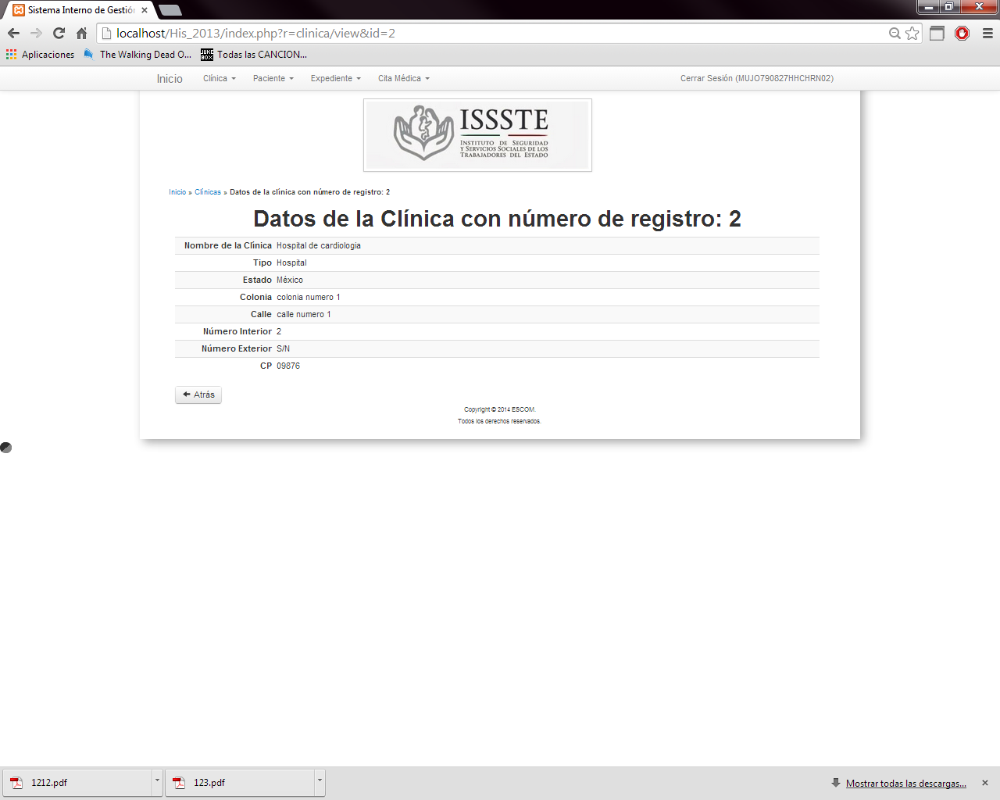 Sistema Interno de Gestió
localhost/His_2013/index.php?r=clinica/view&id=2
Aplicaciones The Walking Dead O... JUKE BOX Todas las CANCION...
Inicio Clínica Paciente Expediente Cita Médica Cerrar Sesión (MUJO790827HHCHRN02)
ISSSTE
INSTITUTO DE SEGURIDAD
Y SERVICIOS SOCIALES DE LOS
TRABAJADORES DEL ESTADO
Inicio » Clínicas » Datos de la clínica con número de registro: 2
Datos de la Clínica con número de registro: 2
Nombre de la Clínica Hospital de cardiologia
Tipo Hospital
Estado México
Colonia colonia numero 1
Calle calle numero 1
Número Interior 2
Número Exterior S/N
CP 09876
Atrás
Copyright © 2014 ESCOM.
Todos los derechos reservados.
1212.pdf 123.pdf Mostrar todas las descargas...